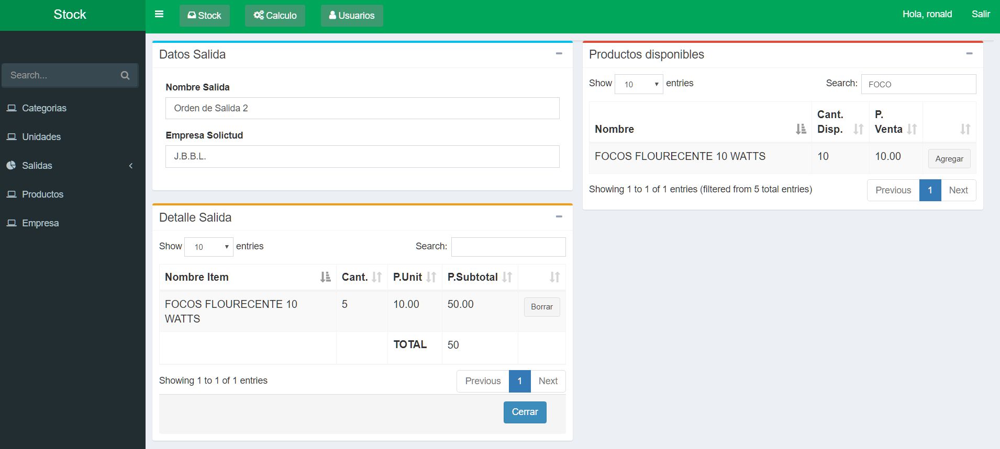 Stock
Stock
Calculo
Usuarios
Hola, ronald
Salir
Search...
Categorias
Unidades
Salidas
Productos
Empresa
Datos Salida
Nombre Salida
Orden de Salida 2
Empresa Solictud
J.B.B.L.
Detalle Salida
Show 10 entries
Search:
Nombre Item Cant. P.Unit P.Subtotal
FOCOS FLOURECENTE 10 5 10.00 50.00 Borrar
WATTS
TOTAL 50
Showing 1 to 1 of 1 entries
Previous 1 Next
Cerrar
Productos disponibles
Show 10 entries
Search: FOCO
Cant. P.
Nombre Disp. Venta
FOCOS FLOURECENTE 10 WATTS 10 10.00 Agregar
Showing 1 to 1 of 1 entries (filtered from 5 total entries)
Previous 1 Next